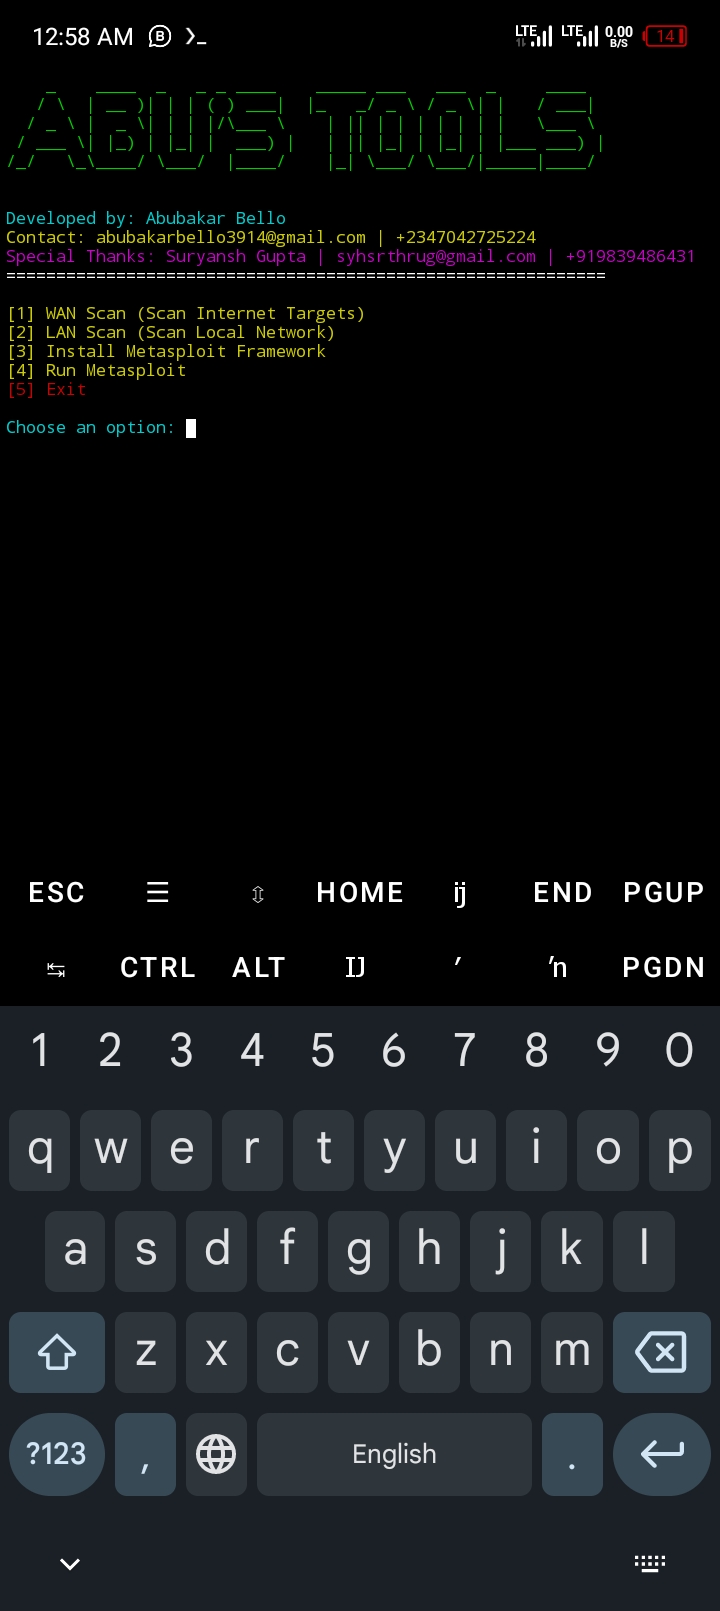 12:58 AM
LTE LTE 0.00 B/S 14
ABU'S TOOLS
Developed by: Abubakar Bello
Contact: abubakarbello3914@gmail.com | +2347042725224
Special Thanks: Suryansh Gupta | syhsrthrug@gmail.com | +919839486431
============================================================
[1] WAN Scan (Scan Internet Targets)
[2] LAN Scan (Scan Local Network)
[3] Install Metasploit Framework
[4] Run Metasploit
[5] Exit
Choose an option:
ESC ☰ ⇳ HOME ij END PGUP
↹ CTRL ALT IJ ′ ŉ PGDN
1 2 3 4 5 6 7 8 9 0
q w e r t y u i o p
a s d f g h j k l
z x c v b n m
?123 , English .